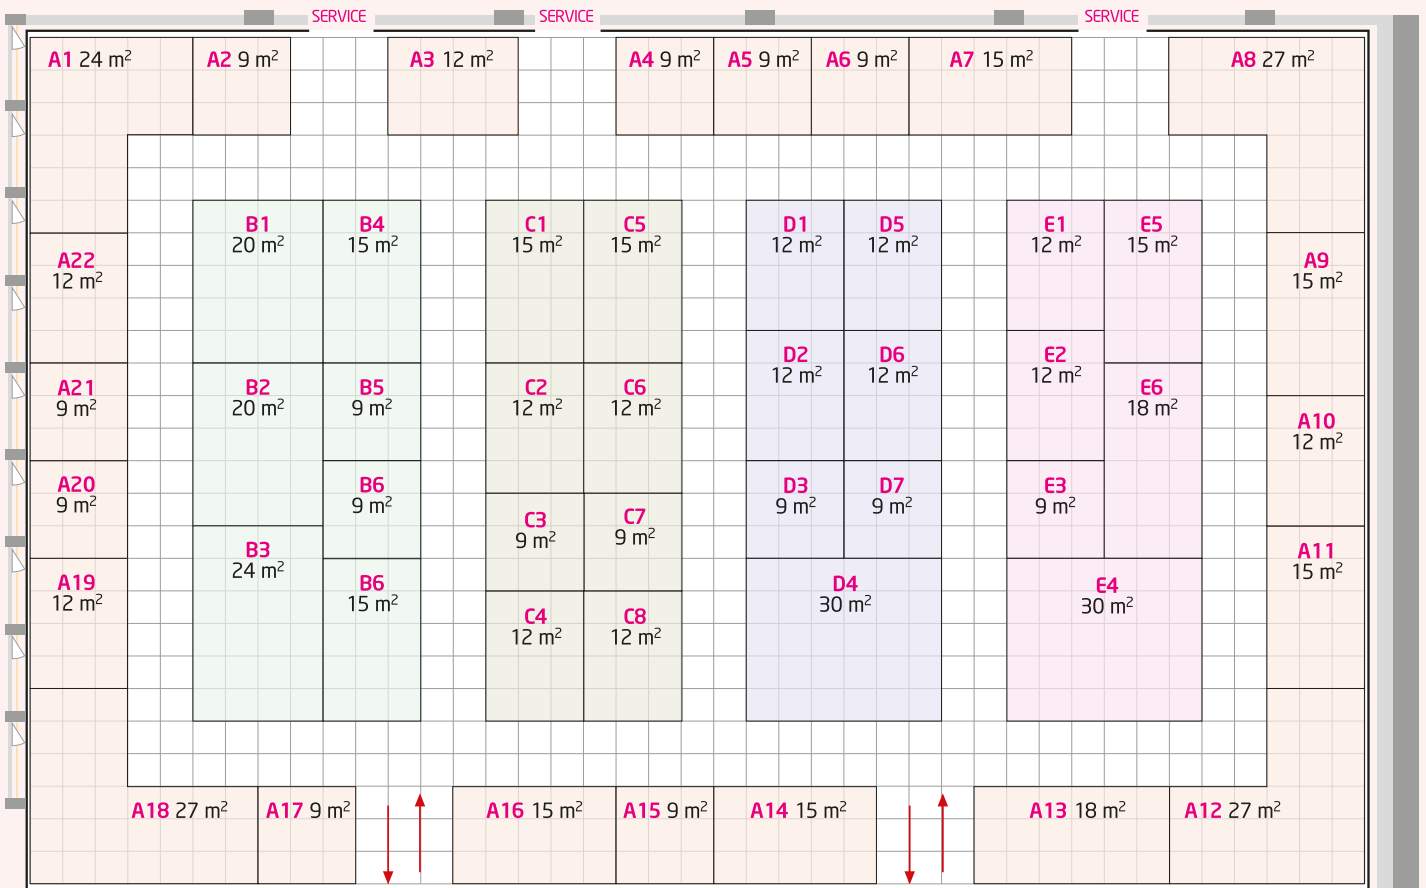 SERVICE SERVICE SERVICE
A1 24 m² A2 9 m² A3 12 m² A4 9 m² A5 9 m² A6 9 m² A7 15 m² A8 27 m²
B1
20 m²
B4
15 m²
C1
15 m²
C5
15 m²
D1
12 m²
D5
12 m²
E1
12 m²
E5
15 m²
A22
12 m²
A9
15 m²
D2
12 m²
D6
12 m²
E2
12 m²
A21
9 m²
B2
20 m²
B5
9 m²
C2
12 m²
C6
12 m²
E6
18 m²
A10
12 m²
A20
9 m²
B6
9 m²
D3
9 m²
D7
9 m²
E3
9 m²
C3
9 m²
C7
9 m²
B3
24 m²
A11
15 m²
A19
12 m²
B6
15 m²
D4
30 m²
E4
30 m²
C4
12 m²
C8
12 m²
A18 27 m² A17 9 m² A16 15 m² A15 9 m² A14 15 m² A13 18 m² A12 27 m²